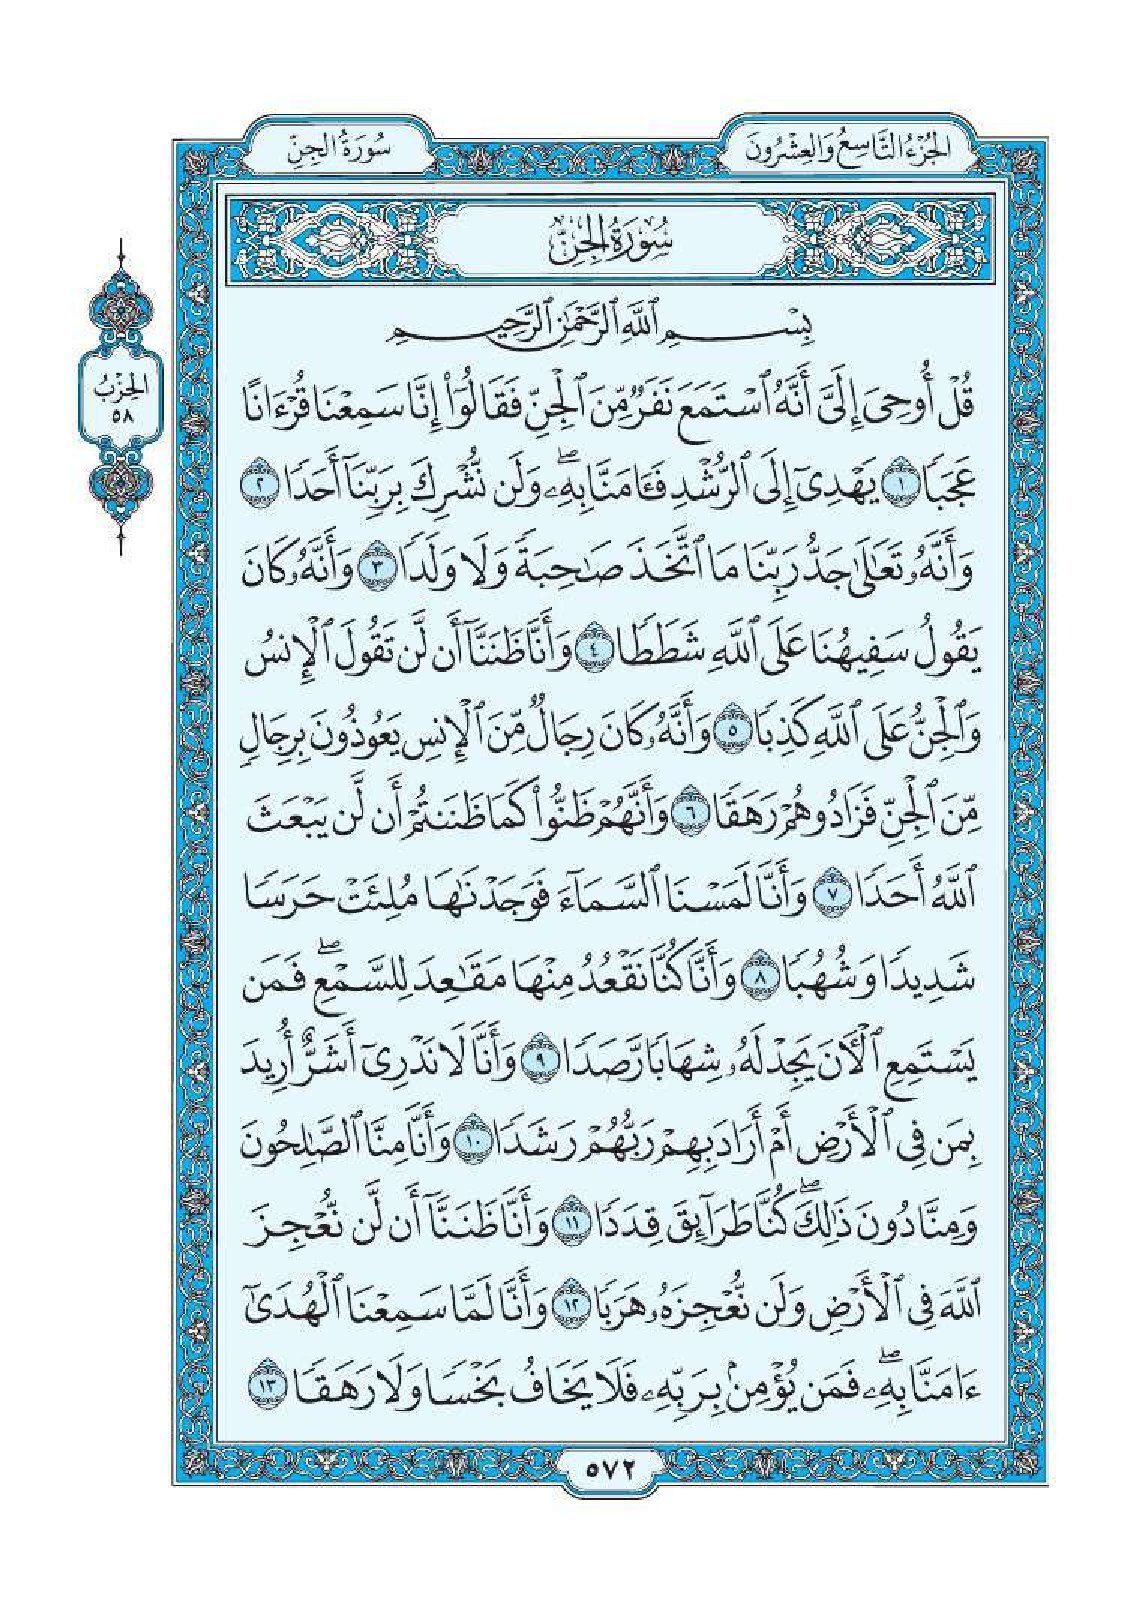 الجُزْءُ التَّاسِعُ وَالعِشْرُونَ
سُورَةُ الجِنِّ
سُورَةُ الجِنِّ
بِسْمِ ٱللَّهِ ٱلرَّحْمَٰنِ ٱلرَّحِيمِ
قُلْ أُوحِىَ إِلَىَّ أَنَّهُ ٱسْتَمَعَ نَفَرٌ مِّنَ ٱلْجِنِّ فَقَالُوٓا۟ إِنَّا سَمِعْنَا قُرْءَانًا
عَجَبًا ١ يَهْدِىٓ إِلَى ٱلرُّشْدِ فَـَٔامَنَّا بِهِۦ ۖ وَلَن نُّشْرِكَ بِرَبِّنَآ أَحَدًا ٢
وَأَنَّهُۥ تَعَٰلَىٰ جَدُّ رَبِّنَا مَا ٱتَّخَذَ صَٰحِبَةً وَلَا وَلَدًا ٣ وَأَنَّهُۥ كَانَ
يَقُولُ سَفِيهُنَا عَلَى ٱللَّهِ شَطَطًا ٤ وَأَنَّا ظَنَنَّآ أَن لَّن تَقُولَ ٱلْإِنسُ
وَٱلْجِنُّ عَلَى ٱللَّهِ كَذِبًا ٥ وَأَنَّهُۥ كَانَ رِجَالٌ مِّنَ ٱلْإِنسِ يَعُوذُونَ بِرِجَالٍ
مِّنَ ٱلْجِنِّ فَزَادُوهُمْ رَهَقًا ٦ وَأَنَّهُمْ ظَنُّوا۟ كَمَا ظَنَنتُمْ أَن لَّن يَبْعَثَ
ٱللَّهُ أَحَدًا ٧ وَأَنَّا لَمَسْنَا ٱلسَّمَآءَ فَوَجَدْنَٰهَا مُلِئَتْ حَرَسًا
شَدِيدًا وَشُهُبًا ٨ وَأَنَّا كُنَّا نَقْعُدُ مِنْهَا مَقَٰعِدَ لِلسَّمْعِ ۖ فَمَن
يَسْتَمِعِ ٱلْـَٔانَ يَجِدْ لَهُۥ شِهَابًا رَّصَدًا ٩ وَأَنَّا لَا نَدْرِىٓ أَشَرٌّ أُرِيدَ
بِمَن فِى ٱلْأَرْضِ أَمْ أَرَادَ بِهِمْ رَبُّهُمْ رَشَدًا ١٠ وَأَنَّا مِنَّا ٱلصَّٰلِحُونَ
وَمِنَّا دُونَ ذَٰلِكَ ۖ كُنَّا طَرَآئِقَ قِدَدًا ١١ وَأَنَّا ظَنَنَّآ أَن لَّن نُّعْجِزَ
ٱللَّهَ فِى ٱلْأَرْضِ وَلَن نُّعْجِزَهُۥ هَرَبًا ١٢ وَأَنَّا لَمَّا سَمِعْنَا ٱلْهُدَىٰٓ
ءَامَنَّا بِهِۦ ۖ فَمَن يُؤْمِنۢ بِرَبِّهِۦ فَلَا يَخَافُ بَخْسًا وَلَا رَهَقًا ١٣
الحِزْبُ
٥٨
٥٧٢